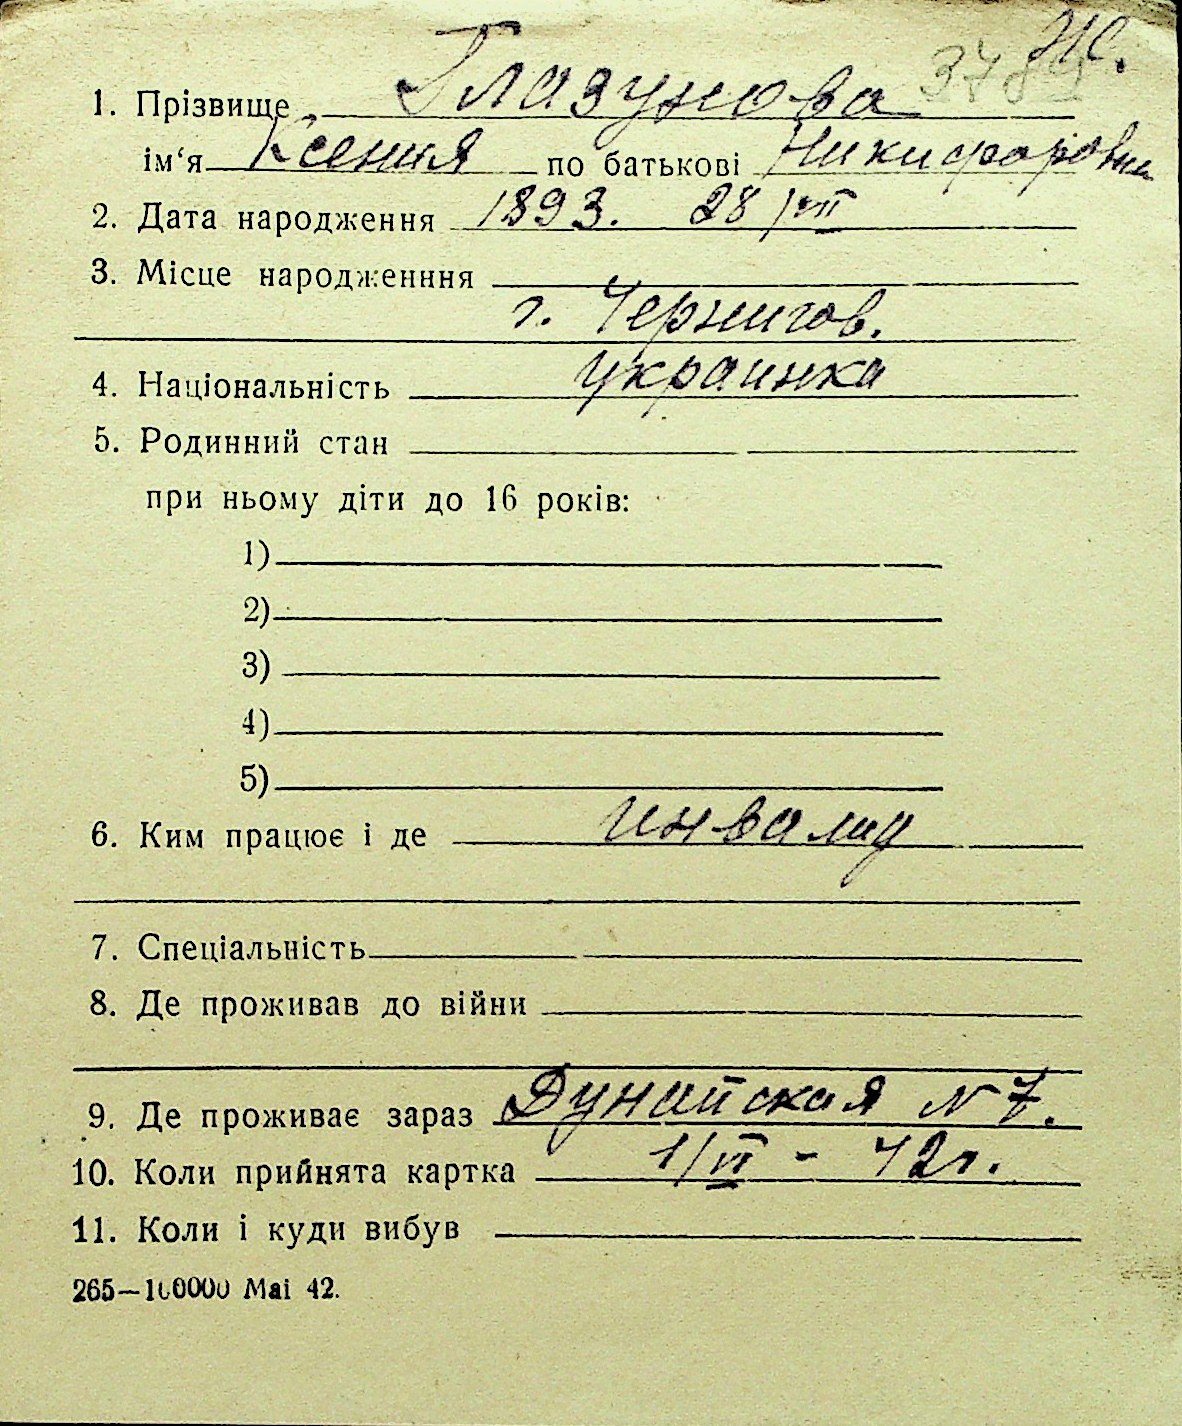 Ж.
1. Прізвище Глазунова
ім‘я Ксения по батькові Никифоровна
2. Дата народження 1893. 28/VII
3. Місце народженння
г. Чернигов.
4. Національність украинка
5. Родинний стан
при ньому діти до 16 років:
1)
2)
3)
4)
5)
6. Ким працює і де инвалид
7. Спеціальність
8. Де проживав до війни
9. Де проживає зараз Дунайская N 7.
10. Коли прийнята картка 1/VI - 42г.
11. Коли і куди вибув
265—100000 Mai 42.